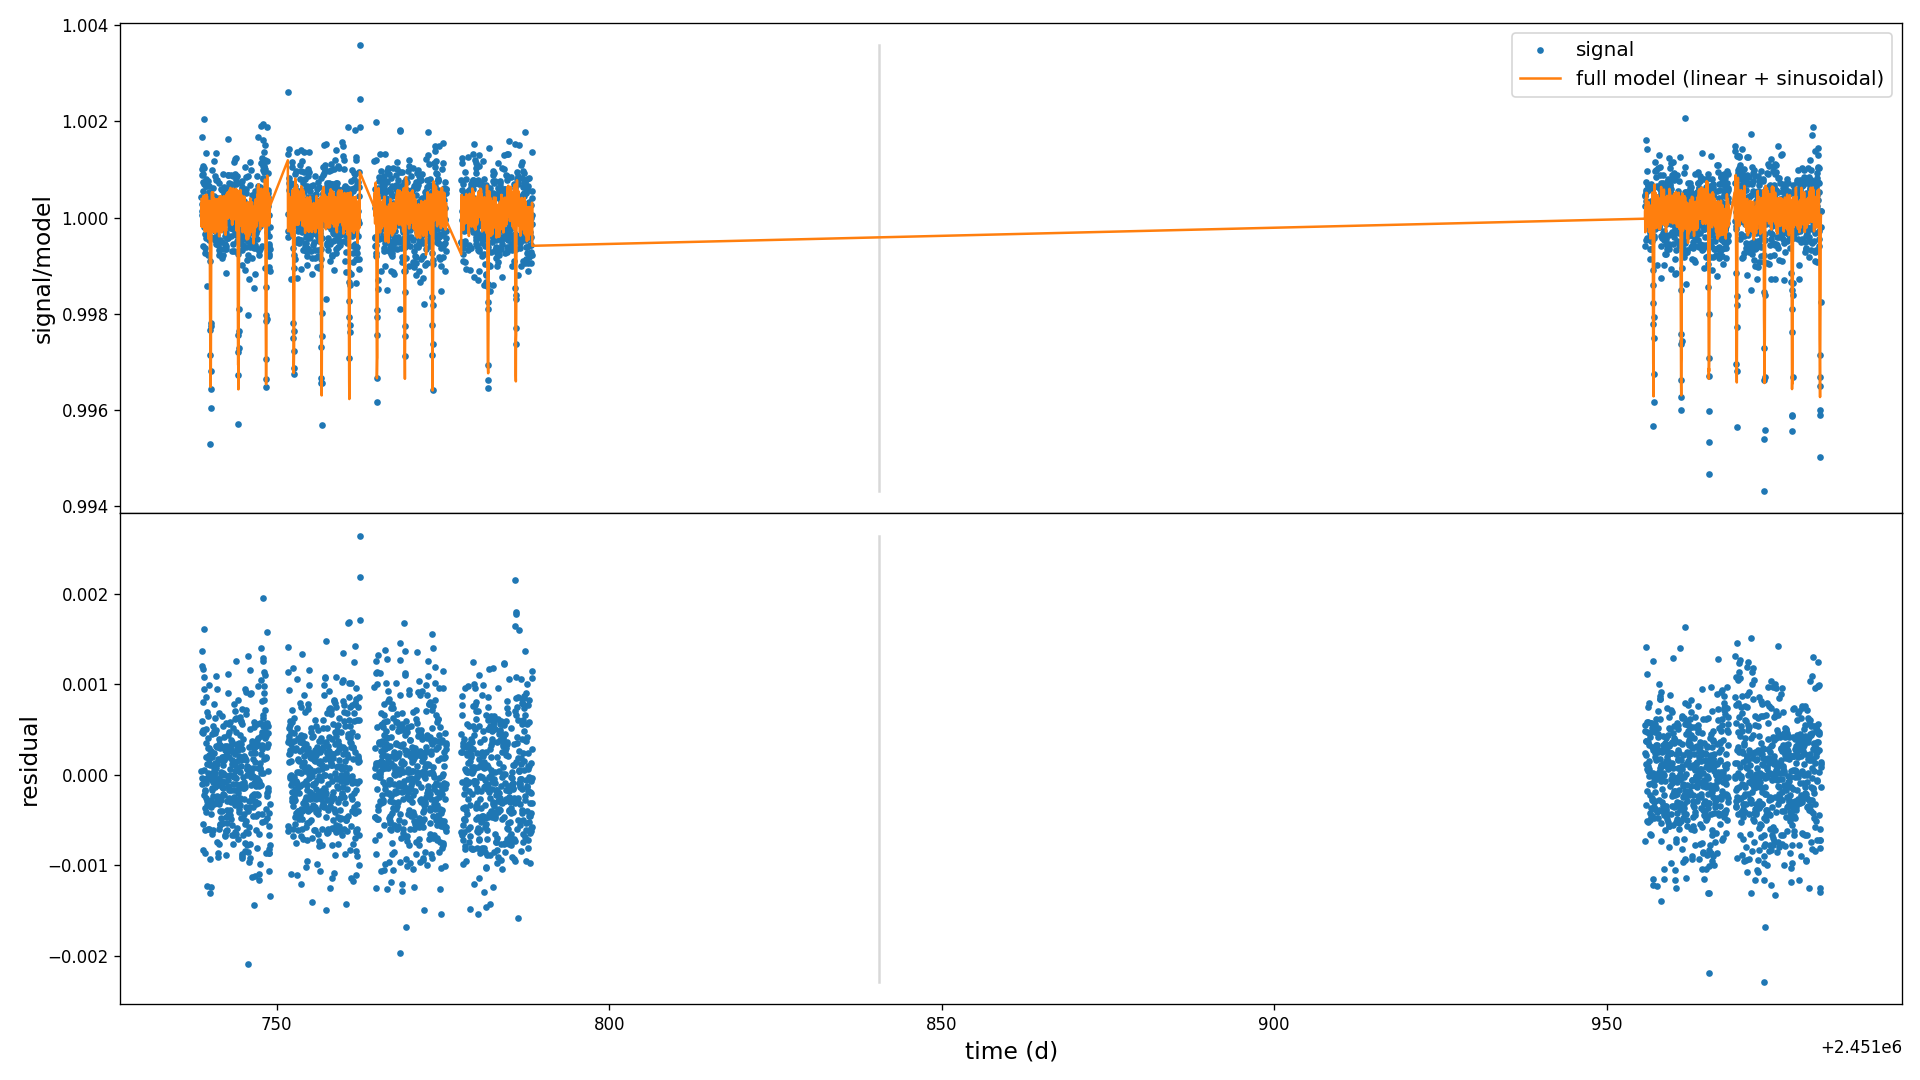 1.004
1.002
1.000
0.998
0.996
0.994
signal/model
signal
full model (linear + sinusoidal)
0.002
0.001
0.000
−0.001
−0.002
residual
750
800
850
900
950
+2.451e6
time (d)